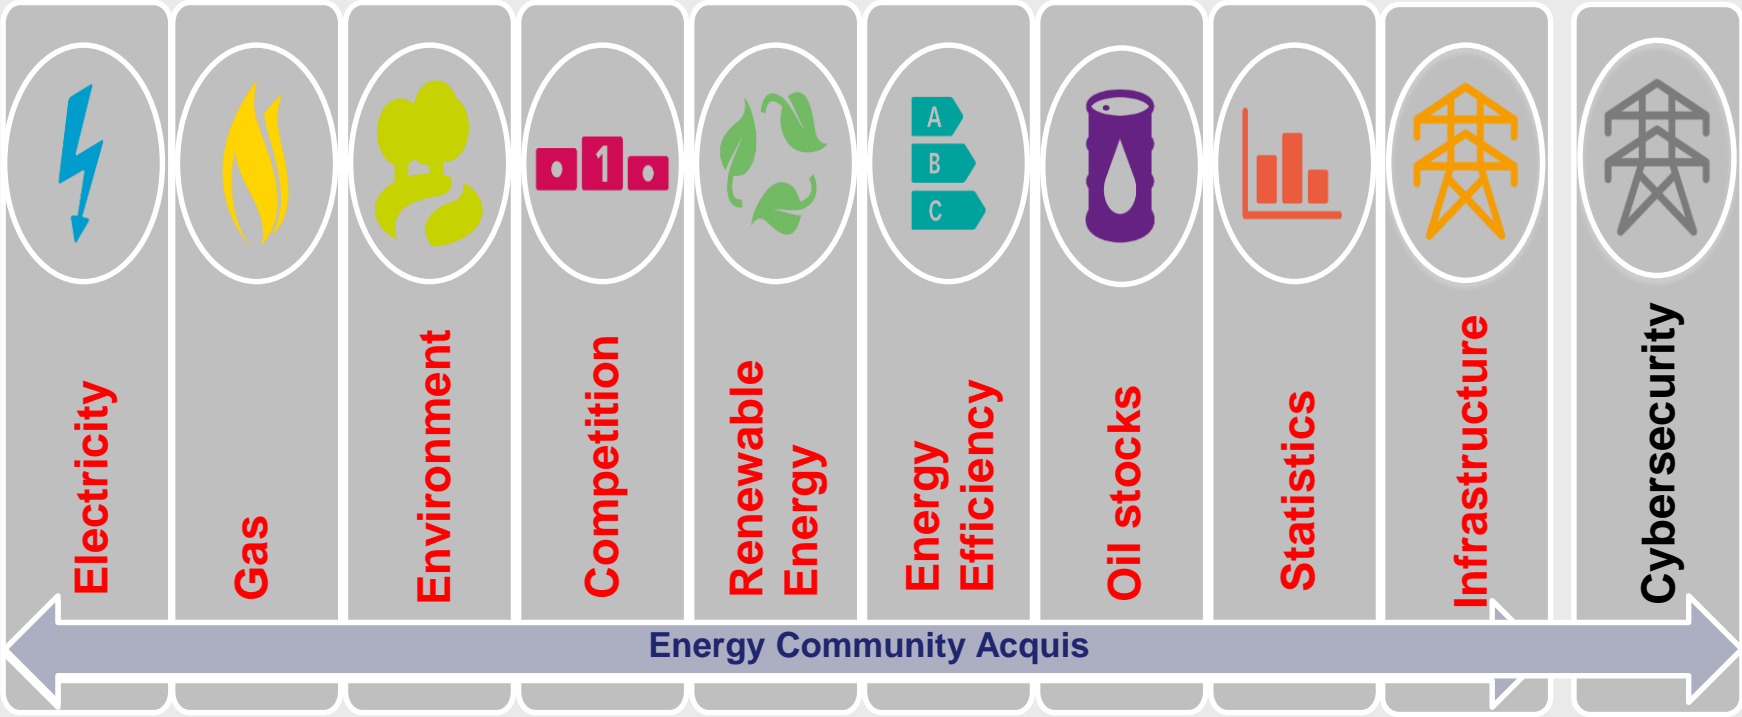 Electricity
Gas
Environment
Competition
1
Renewable
Energy
A
B
C
Energy
Efficiency
Oil stocks
Statistics
Infrastructure
Cybersecurity
Energy Community Acquis